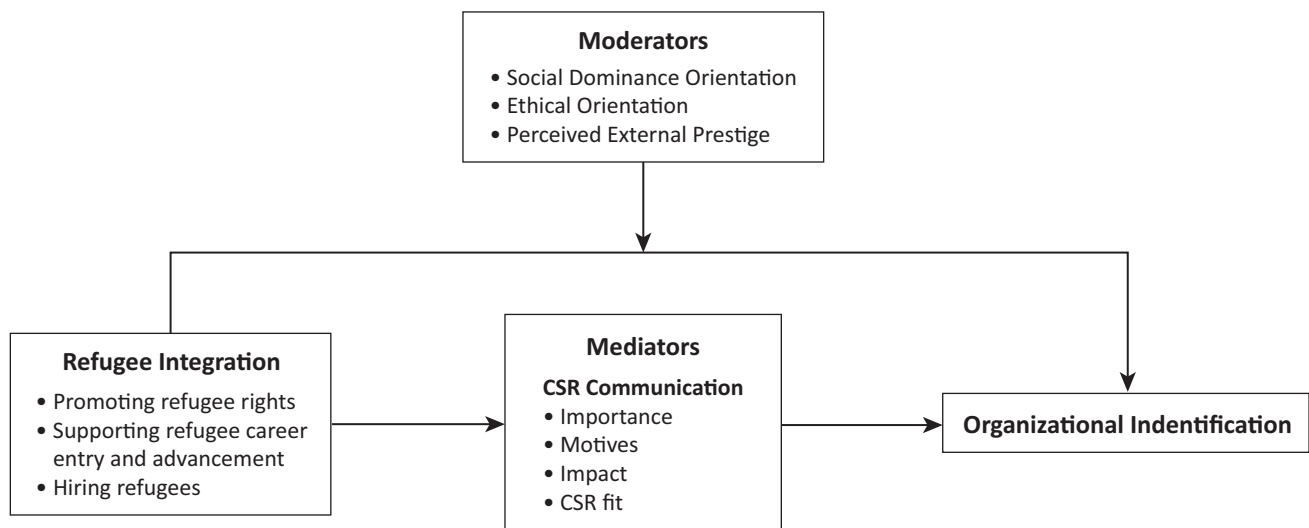 Moderators
• Social Dominance Orientation
• Ethical Orientation
• Perceived External Prestige
Refugee Integration
• Promoting refugee rights
• Supporting refugee career
entry and advancement
• Hiring refugees
Mediators
CSR Communication
• Importance
• Motives
• Impact
• CSR fit
Organizational Indentification